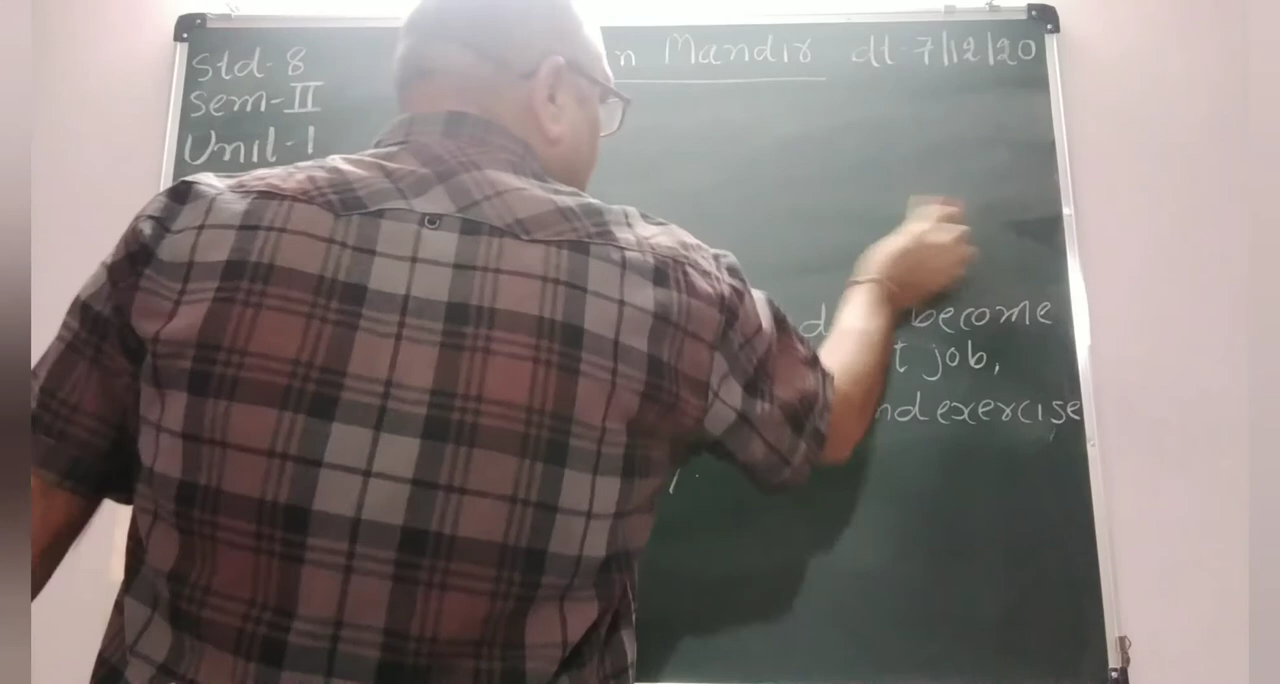 Std-8 n Mandir dt-7/12/20
Sem-II
Unit-1
become
t job,
nd exercise